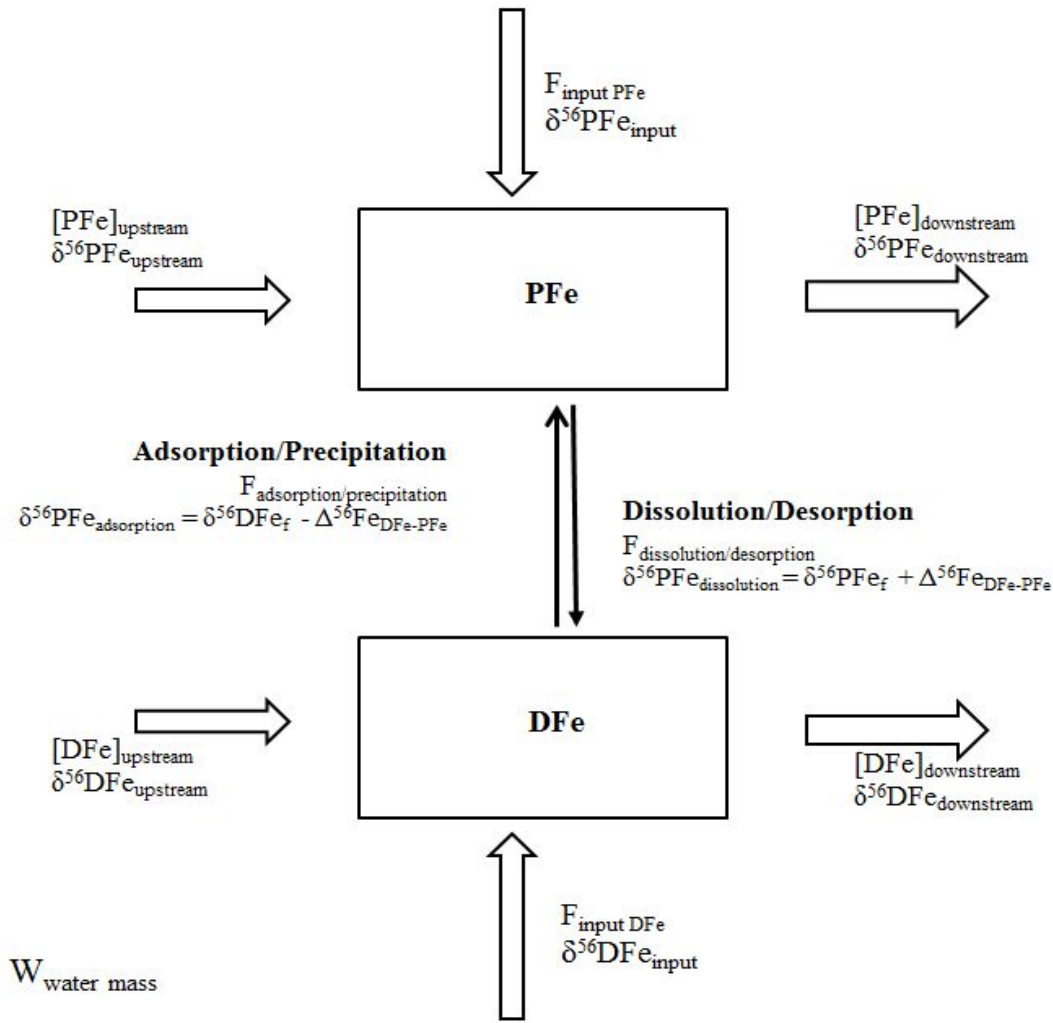 F_input PFe
δ⁵⁶PFe_input
[PFe]_upstream
δ⁵⁶PFe_upstream
PFe
[PFe]_downstream
δ⁵⁶PFe_downstream
Adsorption/Precipitation
F_adsorption/precipitation
δ⁵⁶PFe_adsorption = δ⁵⁶DFe_f - Δ⁵⁶Fe_DFe-PFe
Dissolution/Desorption
F_dissolution/desorption
δ⁵⁶PFe_dissolution = δ⁵⁶PFe_f + Δ⁵⁶Fe_DFe-PFe
DFe
[DFe]_upstream
δ⁵⁶DFe_upstream
[DFe]_downstream
δ⁵⁶DFe_downstream
F_input DFe
δ⁵⁶DFe_input
W_water mass